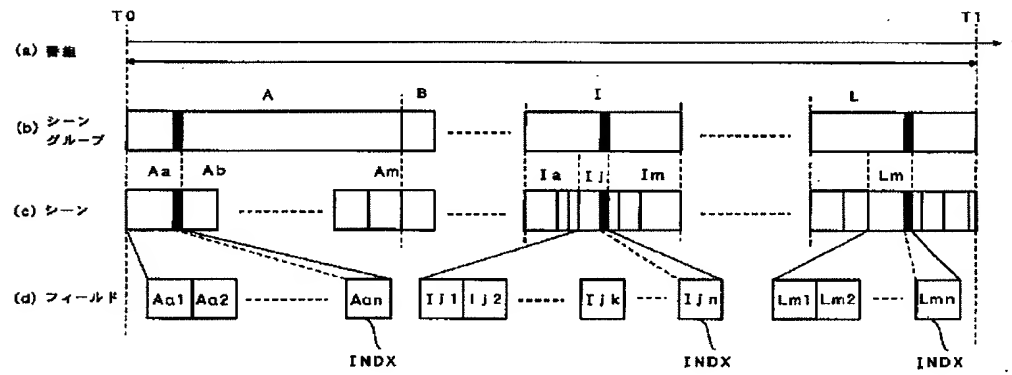 T0 T1
(a) 番組
A B I L
(b) シーン
グループ
Aa Ab Am Ia Ij Im Lm
(c) シーン
(d) フィールド Aa1 Aa2 Aan Ij1 Ij2 Ijk Ijn Lm1 Lm2 Lmn
INDX INDX INDX